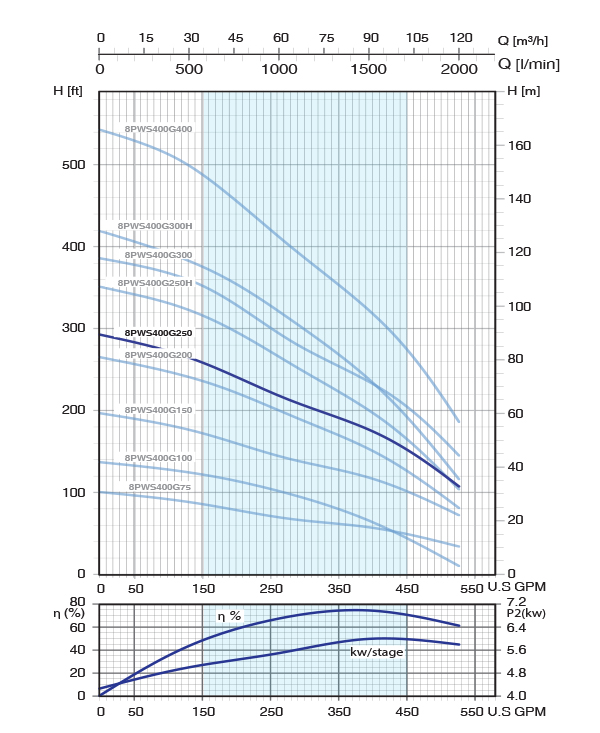 0 15 30 45 60 75 90 105 120 Q [m³/h]
0 500 1000 1500 2000 Q [l/min]
H [ft] H [m]
8PWS400G400
160
500
140
8PWS400G300H
400
8PWS400G300
120
8PWS400G2s0H
100
300
8PWS400G2s0
8PWS400G200
80
200
8PWS400G1s0
60
8PWS400G100
40
100
8PWS400G7s
20
0 0
0 50 150 250 350 450 550 U.S GPM
80 7.2
η (%) P2(kw)
η %
60 6.4
40 5.6
kw/stage
20 4.8
0 4.0
0 50 150 250 350 450 550 U.S GPM